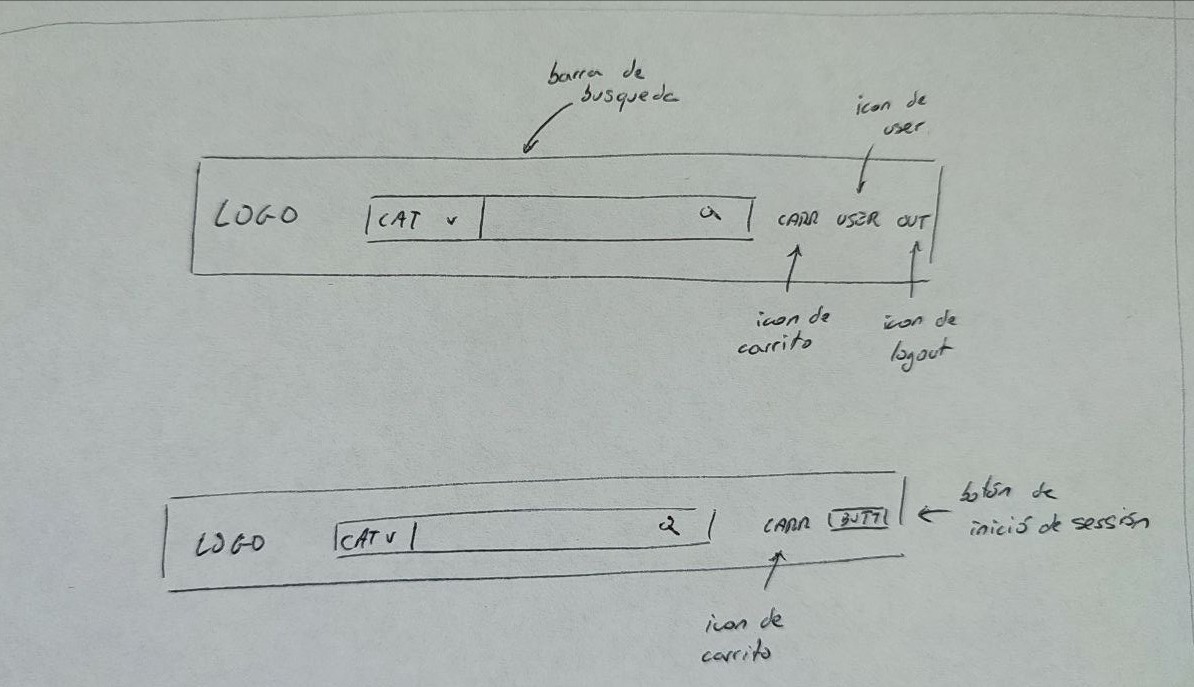 barra de
busqueda
icon de
user
LOGO
CAT v
CARR USER OUT
icon de
carrito
icon de
logout
LOGO
CAT v
CARR BUTT
botón de
inició de sessión
icon de
carrito